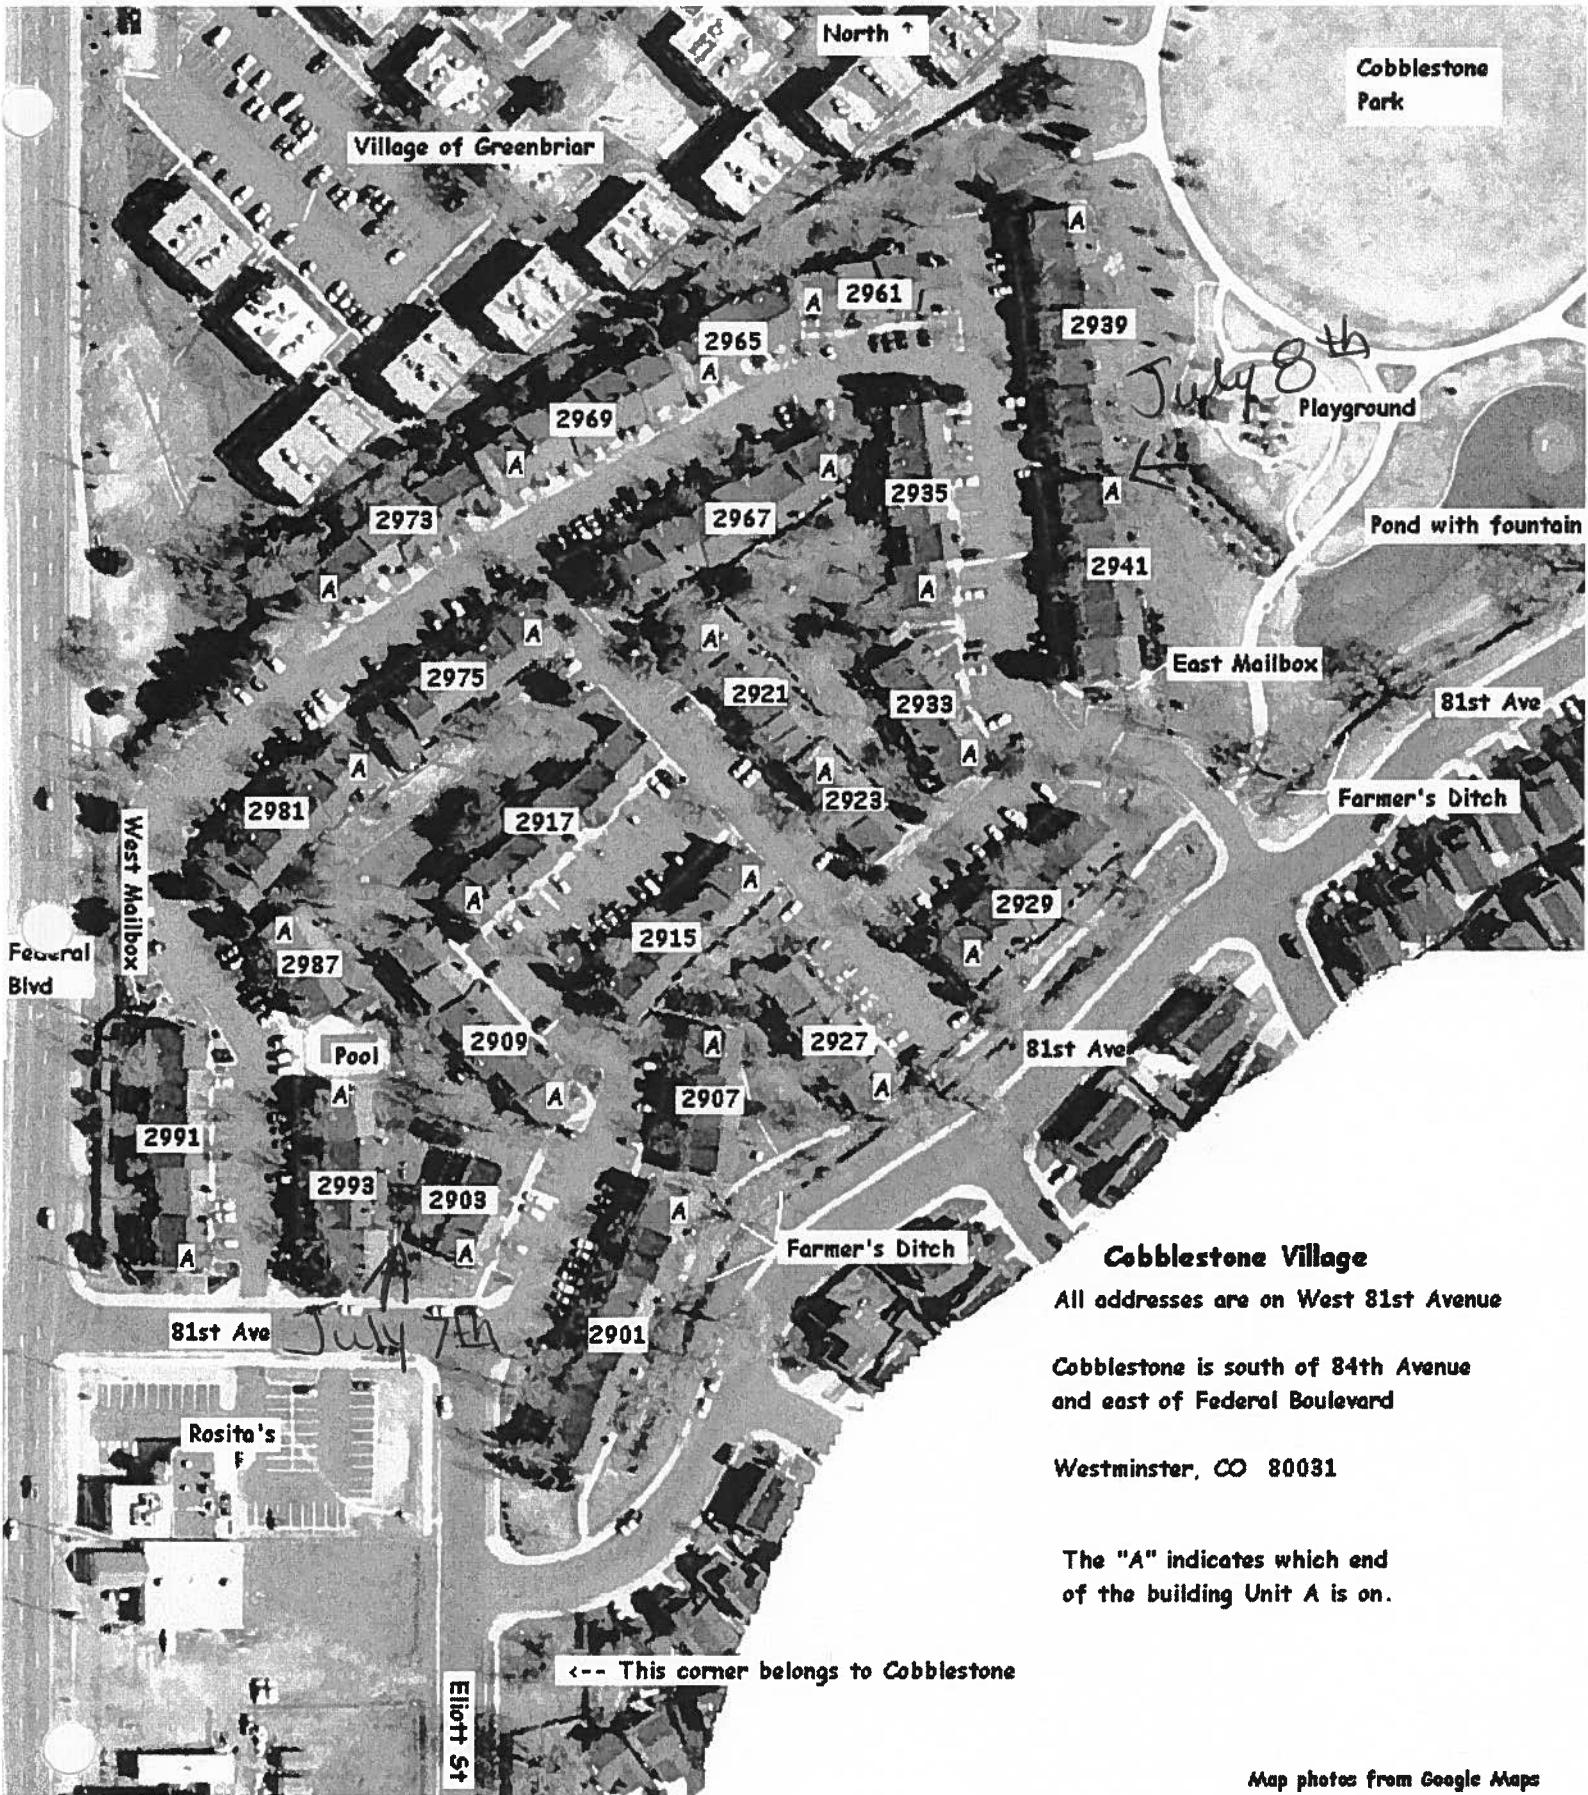 North ↑
Cobblestone
Park
Village of Greenbriar
A
2961
A
2939
2965
A
July 8th
Playground
2969
A
A
2935
A
2967
2973
Pond with fountain
2941
A
A
A
A
East Mailbox
2975
2921
2933
81st Ave
A
A
A
2923
Farmer's Ditch
2981
2917
West Mailbox
A
A
2929
A
2915
A
Federal
Blvd
2987
Pool
2909
A
2927
81st Ave
A
A
A
2907
2991
2993
2903
A
A
A
Farmer's Ditch
81st Ave
July 7th
2901
Rosita's
Cobblestone Village
All addresses are on West 81st Avenue
Cobblestone is south of 84th Avenue
and east of Federal Boulevard
Westminster, CO 80031
The "A" indicates which end
of the building Unit A is on.
<-- This corner belongs to Cobblestone
Eliott St
Map photos from Google Maps